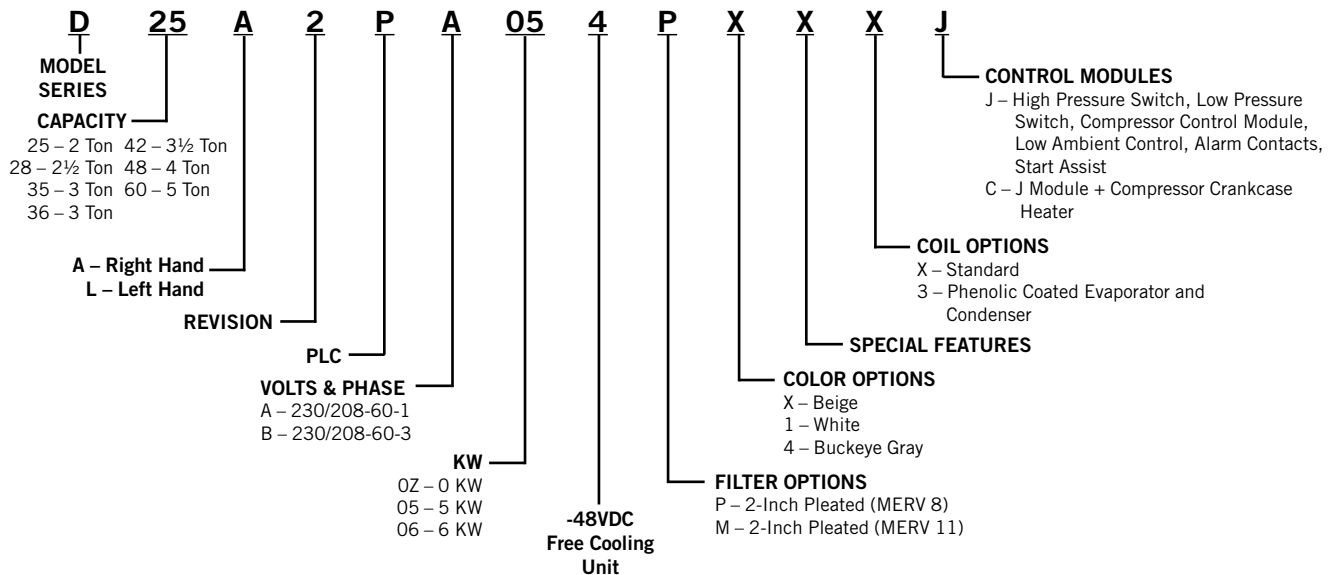 D 25 A 2 P A 05 4 P X X X J
MODEL
SERIES
CAPACITY
25 – 2 Ton 42 – 3½ Ton
28 – 2½ Ton 48 – 4 Ton
35 – 3 Ton 60 – 5 Ton
36 – 3 Ton
A – Right Hand
L – Left Hand
REVISION
PLC
VOLTS & PHASE
A – 230/208-60-1
B – 230/208-60-3
KW
0Z – 0 KW
05 – 5 KW
06 – 6 KW
-48VDC
Free Cooling
Unit
FILTER OPTIONS
P – 2-Inch Pleated (MERV 8)
M – 2-Inch Pleated (MERV 11)
COLOR OPTIONS
X – Beige
1 – White
4 – Buckeye Gray
SPECIAL FEATURES
COIL OPTIONS
X – Standard
3 – Phenolic Coated Evaporator and
Condenser
CONTROL MODULES
J – High Pressure Switch, Low Pressure
Switch, Compressor Control Module,
Low Ambient Control, Alarm Contacts,
Start Assist
C – J Module + Compressor Crankcase
Heater